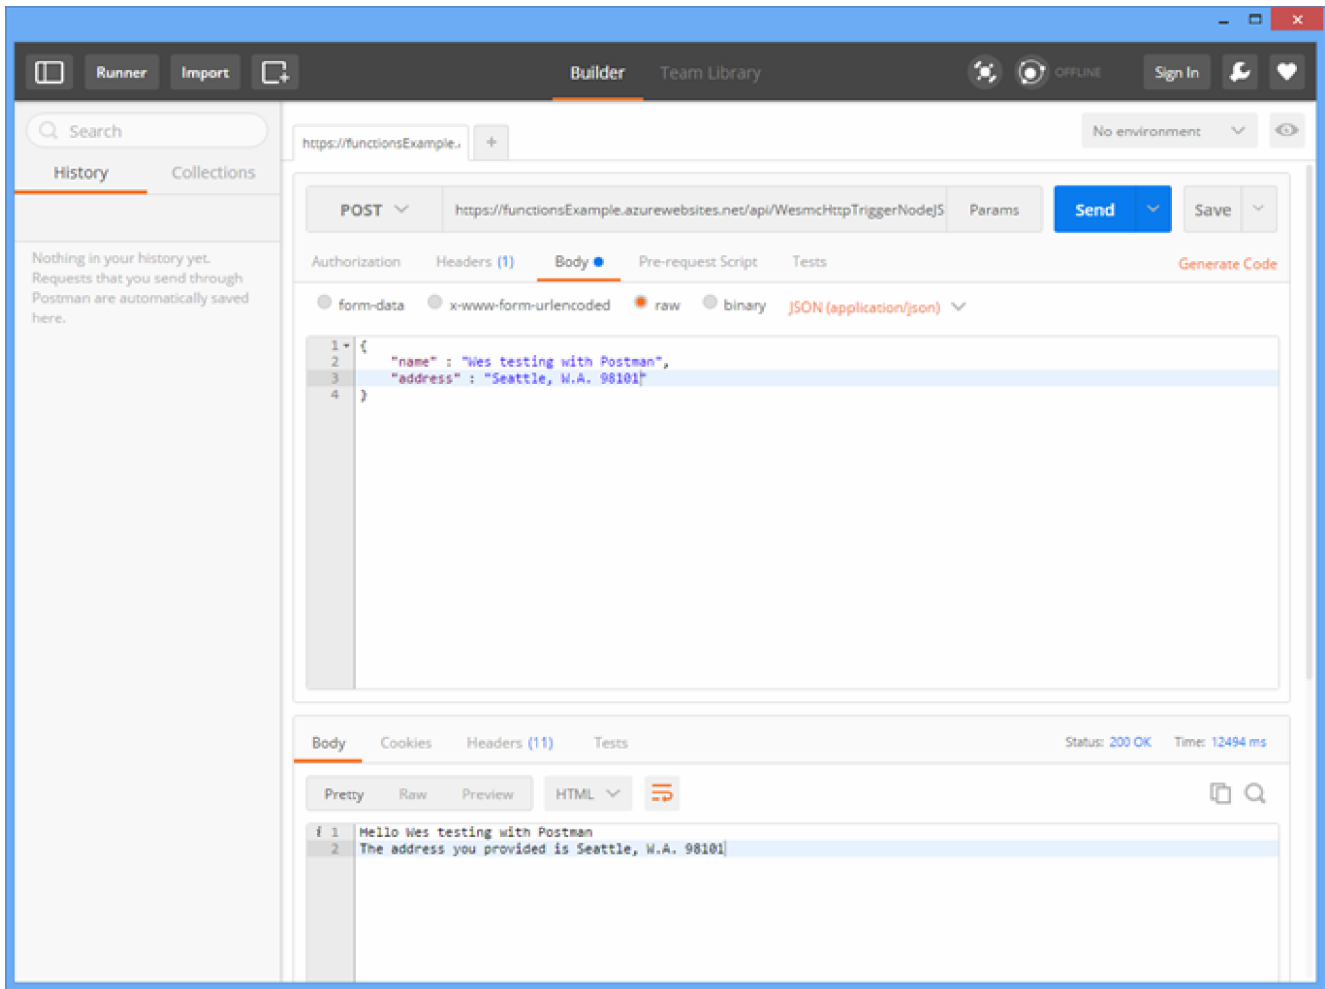 Runner Import Builder Team Library OFFLINE Sign In
Search
https://functionsExample.‹ + No environment
History Collections
POST https://functionsExample.azurewebsites.net/api/WesmcHttpTriggerNodeJS Params Send Save
Nothing in your history yet.
Requests that you send through
Postman are automatically saved
here.
Authorization Headers (1) Body Pre-request Script Tests Generate Code
form-data x-www-form-urlencoded raw binary JSON (application/json)
1 {
2 "name" : "Wes testing with Postman",
3 "address" : "Seattle, W.A. 98101"
4 }
Body Cookies Headers (11) Tests Status: 200 OK Time: 12494 ms
Pretty Raw Preview HTML
i 1 Hello Wes testing with Postman
2 The address you provided is Seattle, W.A. 98101